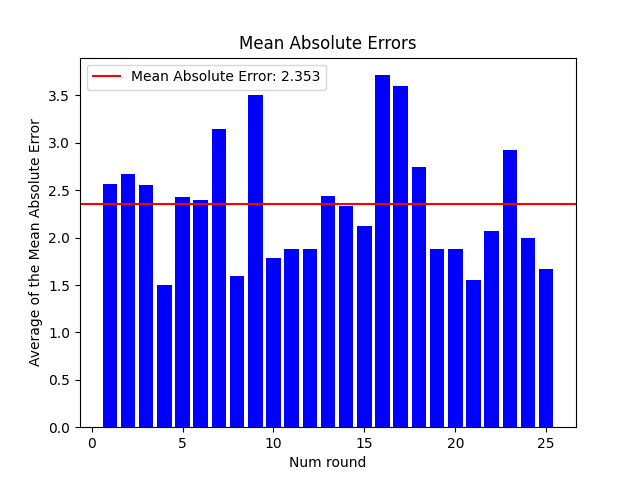 Mean Absolute Errors
Mean Absolute Error: 2.353
Average of the Mean Absolute Error
3.5
3.0
2.5
2.0
1.5
1.0
0.5
0.0
0 5 10 15 20 25
Num round